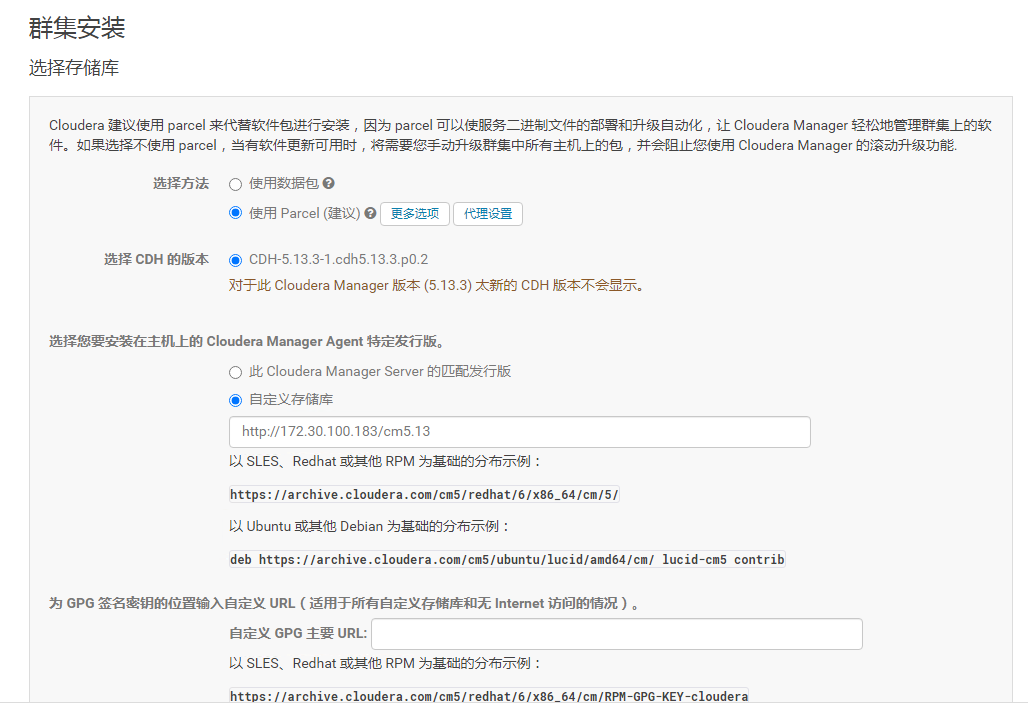 群集安装
选择存储库
Cloudera 建议使用 parcel 来代替软件包进行安装，因为 parcel 可以使服务二进制文件的部署和升级自动化，让 Cloudera Manager 轻松地管理群集上的软
件。如果选择不使用 parcel，当有软件更新可用时，将需要您手动升级群集中所有主机上的包，并会阻止您使用 Cloudera Manager 的滚动升级功能.
选择方法 使用数据包 ?
使用 Parcel (建议) ? 更多选项 代理设置
选择 CDH 的版本 CDH-5.13.3-1.cdh5.13.3.p0.2
对于此 Cloudera Manager 版本 (5.13.3) 太新的 CDH 版本不会显示。
选择您要安装在主机上的 Cloudera Manager Agent 特定发行版。
此 Cloudera Manager Server 的匹配发行版
自定义存储库
http://172.30.100.183/cm5.13
以 SLES、Redhat 或其他 RPM 为基础的分布示例：
https://archive.cloudera.com/cm5/redhat/6/x86_64/cm/5/
以 Ubuntu 或其他 Debian 为基础的分布示例：
deb https://archive.cloudera.com/cm5/ubuntu/lucid/amd64/cm/ lucid-cm5 contrib
为 GPG 签名密钥的位置输入自定义 URL（适用于所有自定义存储库和无 Internet 访问的情况）。
自定义 GPG 主要 URL:
以 SLES、Redhat 或其他 RPM 为基础的分布示例：
https://archive.cloudera.com/cm5/redhat/6/x86_64/cm/RPM-GPG-KEY-cloudera